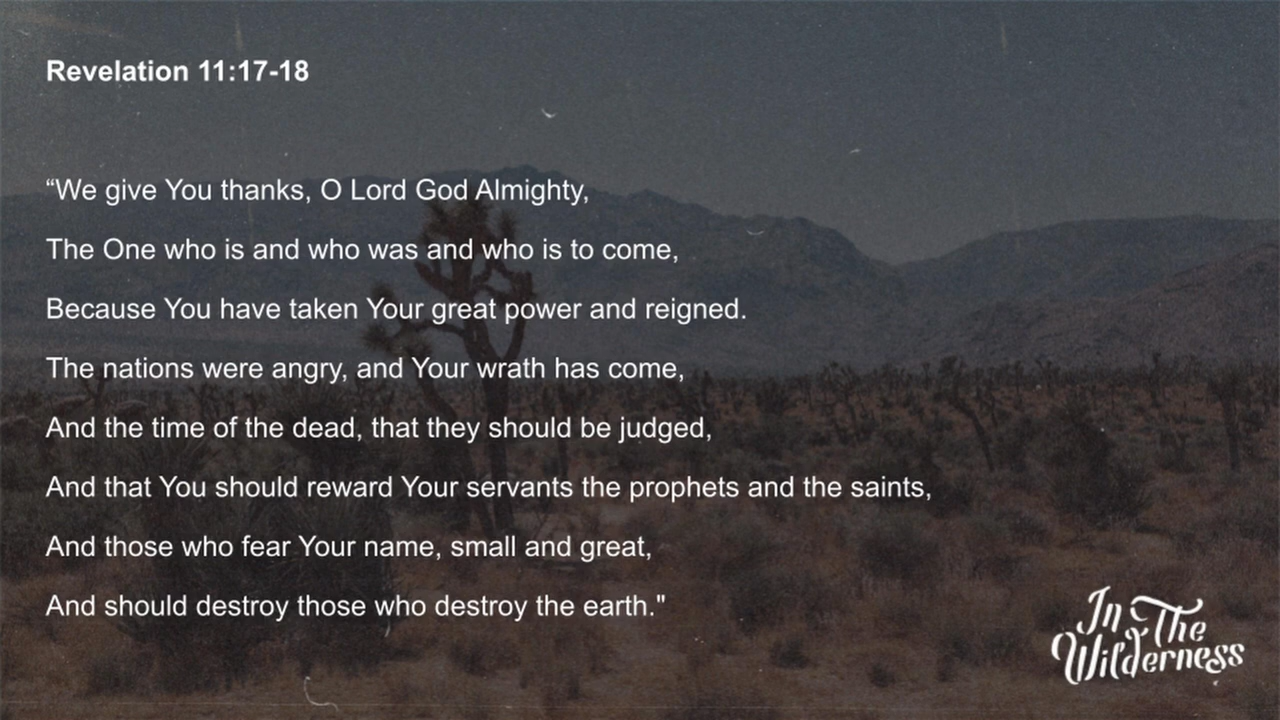 Revelation 11:17-18
“We give You thanks, O Lord God Almighty,
The One who is and who was and who is to come,
Because You have taken Your great power and reigned.
The nations were angry, and Your wrath has come,
And the time of the dead, that they should be judged,
And that You should reward Your servants the prophets and the saints,
And those who fear Your name, small and great,
And should destroy those who destroy the earth."
In The
Wilderness